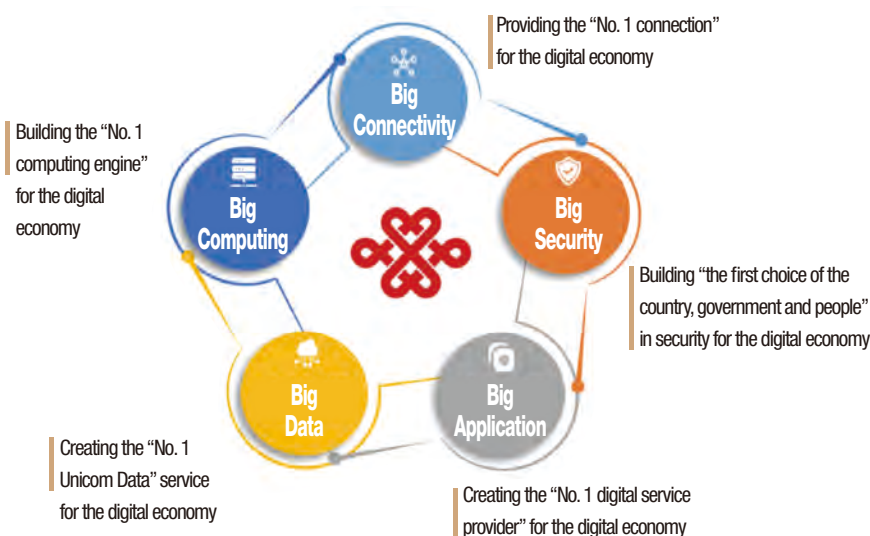 Providing the “No. 1 connection”
for the digital economy
Big
Connectivity
Building the “No. 1
computing engine”
for the digital
economy
Big
Computing
Big
Security
Building “the first choice of the
country, government and people”
in security for the digital economy
Big
Data
Big
Application
Creating the “No. 1
Unicom Data” service
for the digital economy
Creating the “No. 1 digital service
provider” for the digital economy